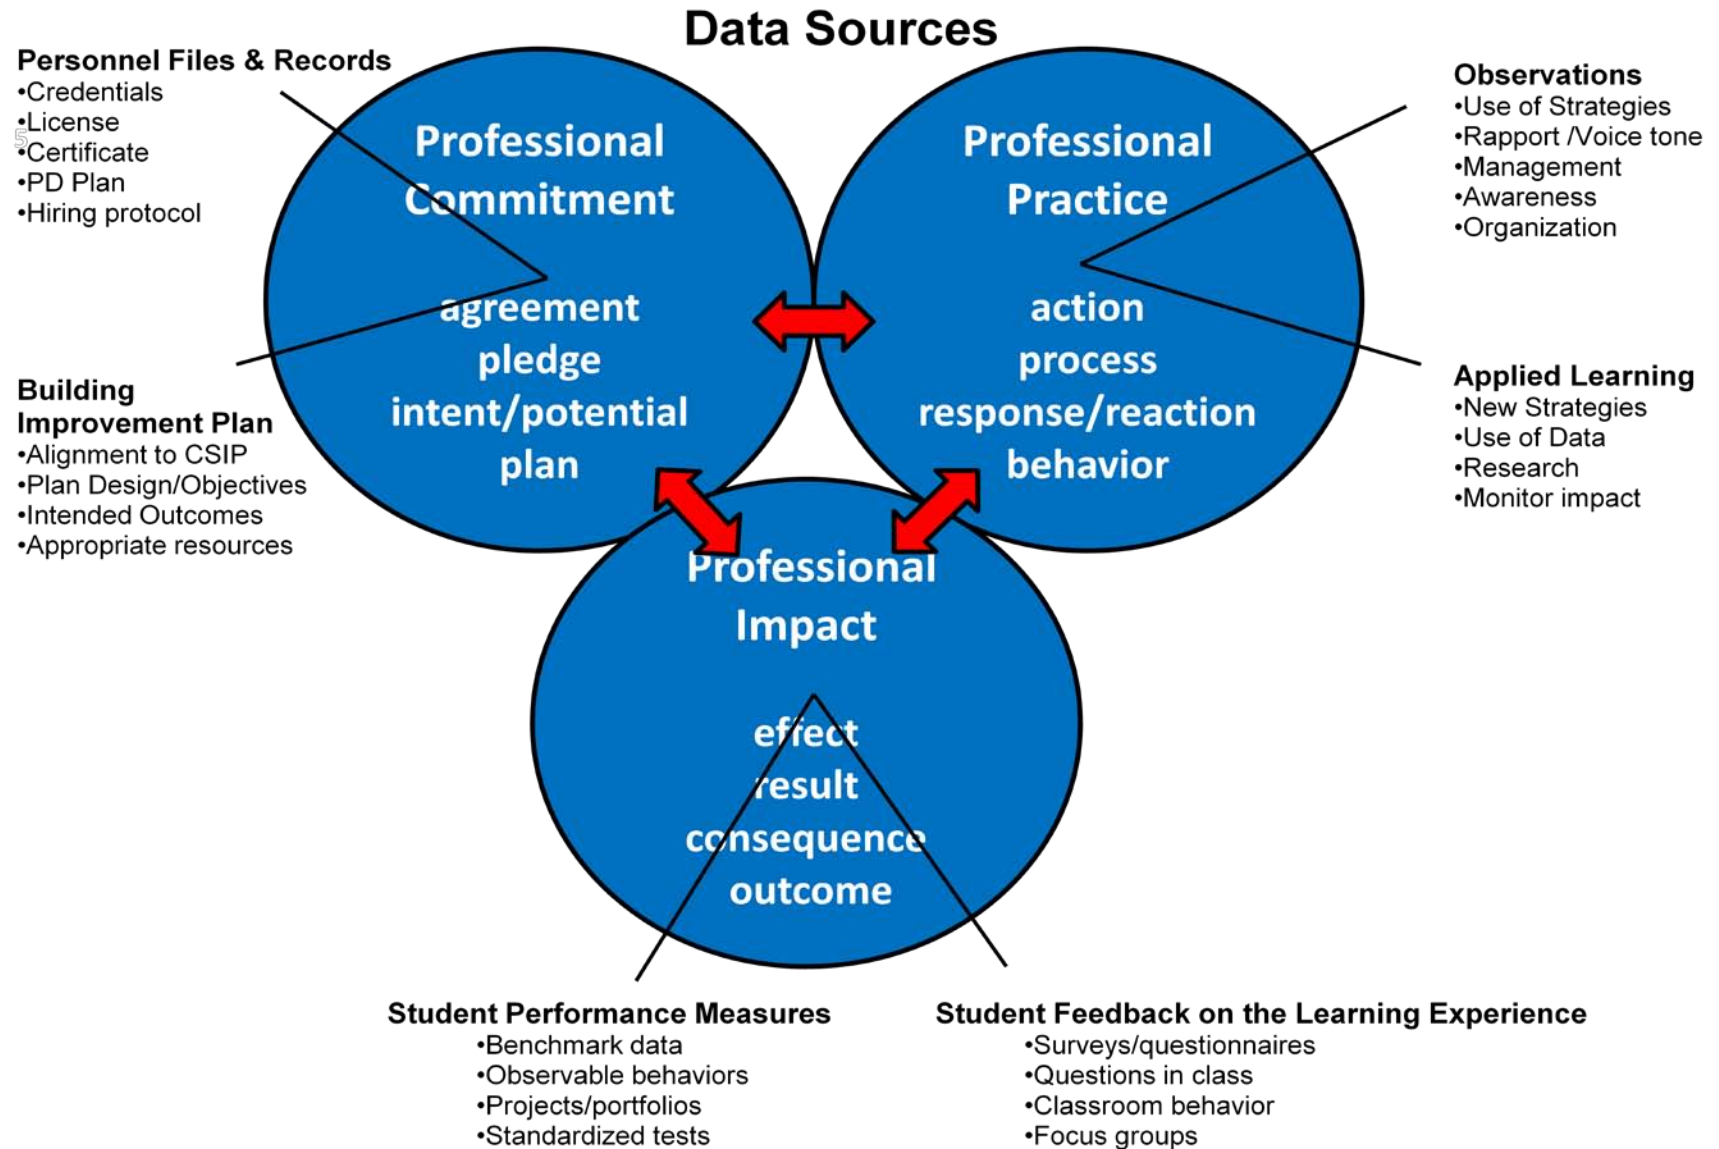 Data Sources
Personnel Files & Records
•Credentials
•License
5
•Certificate
•PD Plan
•Hiring protocol
Building
Improvement Plan
•Alignment to CSIP
•Plan Design/Objectives
•Intended Outcomes
•Appropriate resources
Professional
Commitment
agreement
pledge
intent/potential
plan
Professional
Practice
action
process
response/reaction
behavior
Observations
•Use of Strategies
•Rapport /Voice tone
•Management
•Awareness
•Organization
Applied Learning
•New Strategies
•Use of Data
•Research
•Monitor impact
Professional
Impact
effect
result
consequence
outcome
Student Performance Measures
•Benchmark data
•Observable behaviors
•Projects/portfolios
•Standardized tests
Student Feedback on the Learning Experience
•Surveys/questionnaires
•Questions in class
•Classroom behavior
•Focus groups